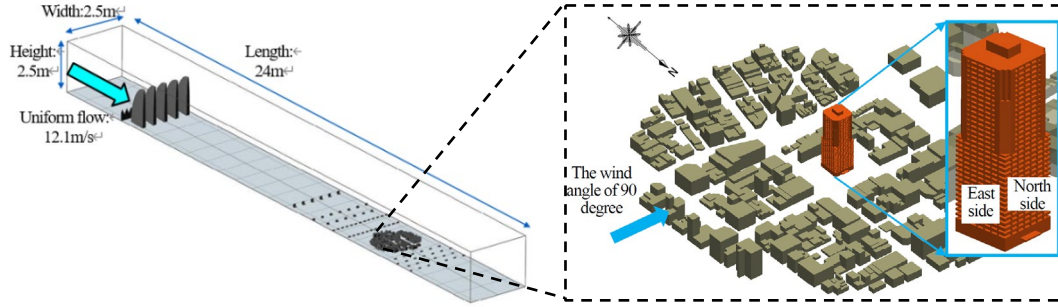 Width:2.5m↵
Height:↵
2.5m↵
Length:↵
24m↵
Uniform flow:↵
12.1m/s↵
N
The wind
angle of 90
degree
East
side
North
side